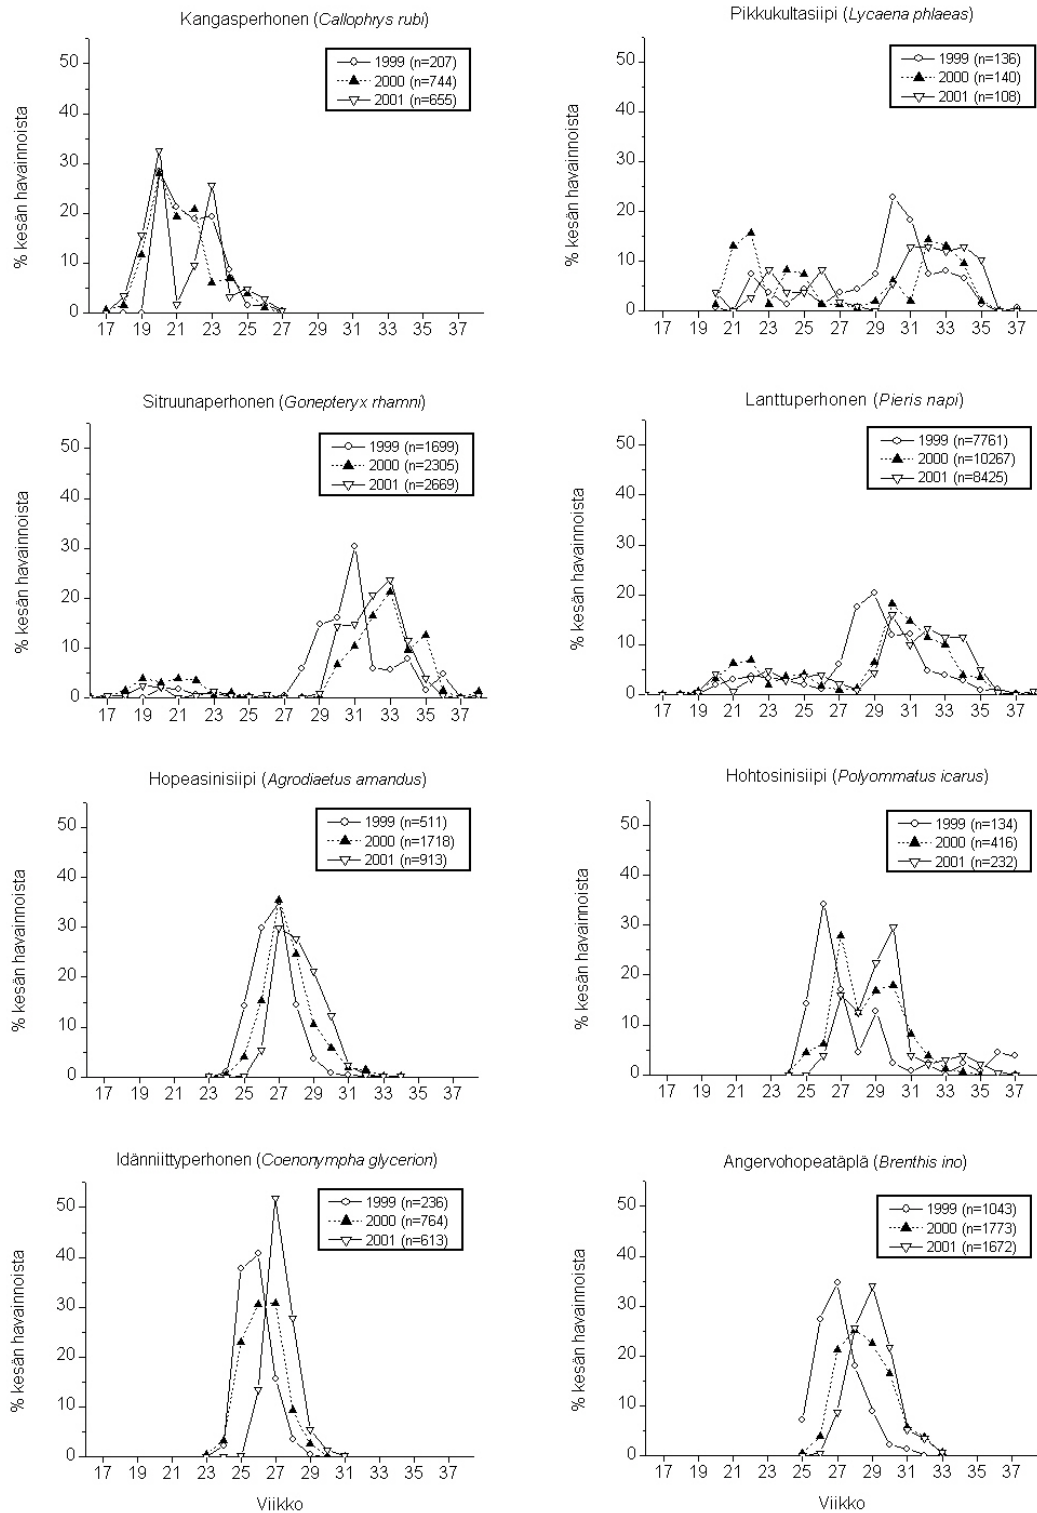 Kangasperhonen (Callophrys rubi)
% kesän havainnoista
50
40
30
20
10
0
1999 (n=207)
2000 (n=744)
2001 (n=655)
17 19 21 23 25 27 29 31 33 35 37
Pikkukultasiipi (Lycaena phlaeas)
% kesän havainnoista
50
40
30
20
10
0
1999 (n=136)
2000 (n=140)
2001 (n=108)
17 19 21 23 25 27 29 31 33 35 37
Sitruunaperhonen (Gonepteryx rhamni)
% kesän havainnoista
50
40
30
20
10
0
1999 (n=1699)
2000 (n=2305)
2001 (n=2669)
17 19 21 23 25 27 29 31 33 35 37
Lanttuperhonen (Pieris napi)
% kesän havainnoista
50
40
30
20
10
0
1999 (n=7761)
2000 (n=10267)
2001 (n=8425)
17 19 21 23 25 27 29 31 33 35 37
Hopeasinisiipi (Agrodiaetus amandus)
% kesän havainnoista
50
40
30
20
10
0
1999 (n=511)
2000 (n=1718)
2001 (n=913)
17 19 21 23 25 27 29 31 33 35 37
Hohtosinisiipi (Polyommatus icarus)
% kesän havainnoista
50
40
30
20
10
0
1999 (n=134)
2000 (n=416)
2001 (n=232)
17 19 21 23 25 27 29 31 33 35 37
Idänniittyperhonen (Coenonympha glycerion)
% kesän havainnoista
50
40
30
20
10
0
1999 (n=236)
2000 (n=764)
2001 (n=613)
17 19 21 23 25 27 29 31 33 35 37
Viikko
Angervohopeatäplä (Brenthis ino)
% kesän havainnoista
50
40
30
20
10
0
1999 (n=1043)
2000 (n=1773)
2001 (n=1672)
17 19 21 23 25 27 29 31 33 35 37
Viikko